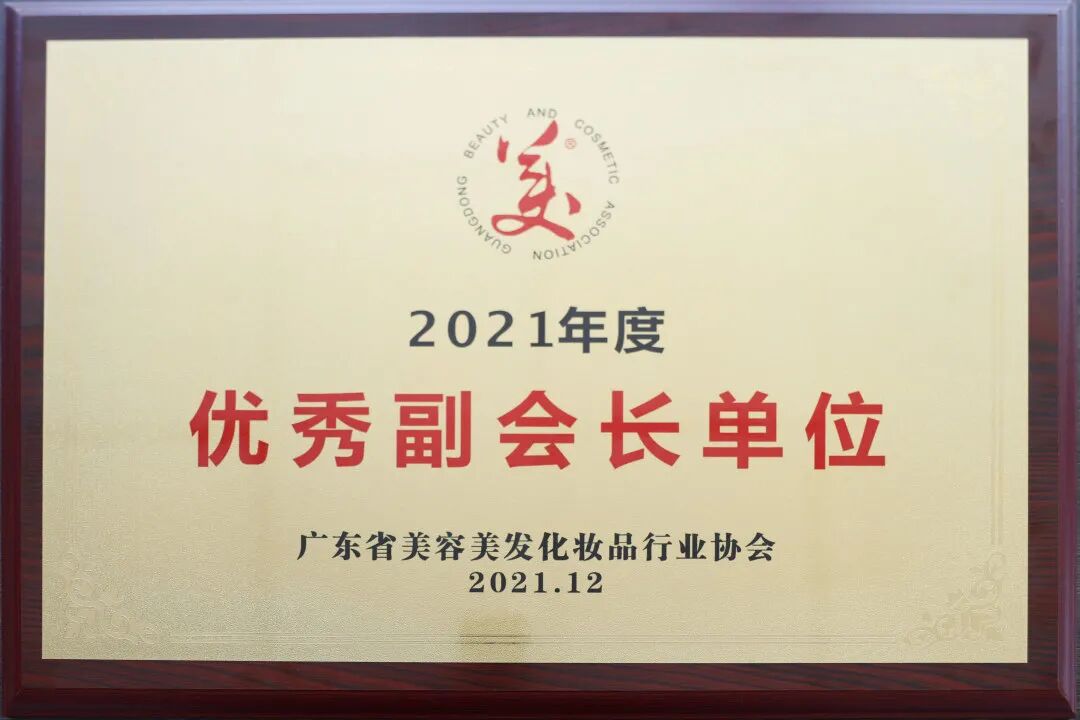 GUANGDONG BEAUTY AND COSMETIC ASSOCIATION
美®
2021年度
优秀副会长单位
广东省美容美发化妆品行业协会
2021.12